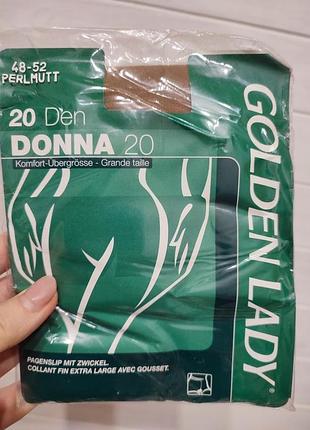 48-52
PERLMUTT
20 Den
DONNA 20
Komfort-Übergrösse - Grande taille
GOLDEN LADY®
PAGENSLIP MIT ZWICKEL.
COLLANT FIN EXTRA LARGE AVEC GOUSSET.